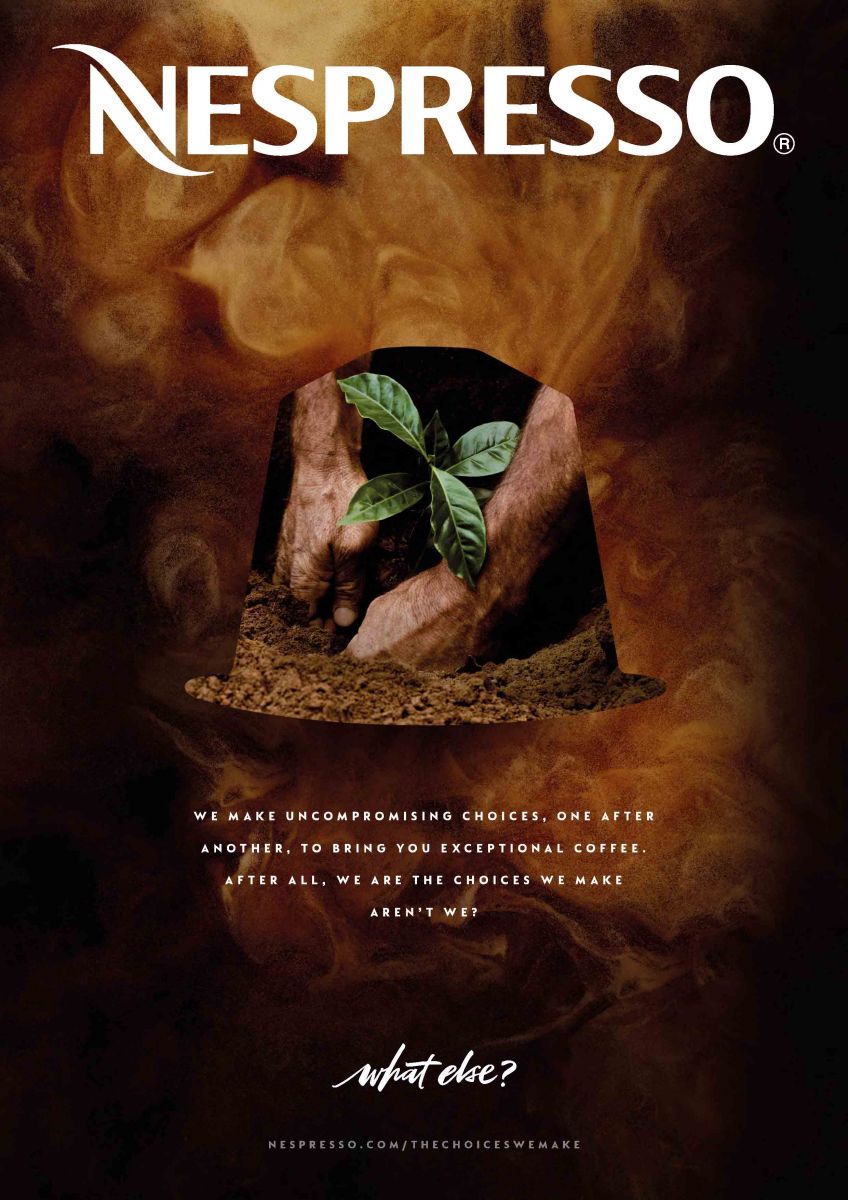 NESPRESSO®
WE MAKE UNCOMPROMISING CHOICES, ONE AFTER
ANOTHER, TO BRING YOU EXCEPTIONAL COFFEE.
AFTER ALL, WE ARE THE CHOICES WE MAKE
AREN'T WE?
what else?
NESPRESSO.COM/THECHOICESWEMAKE